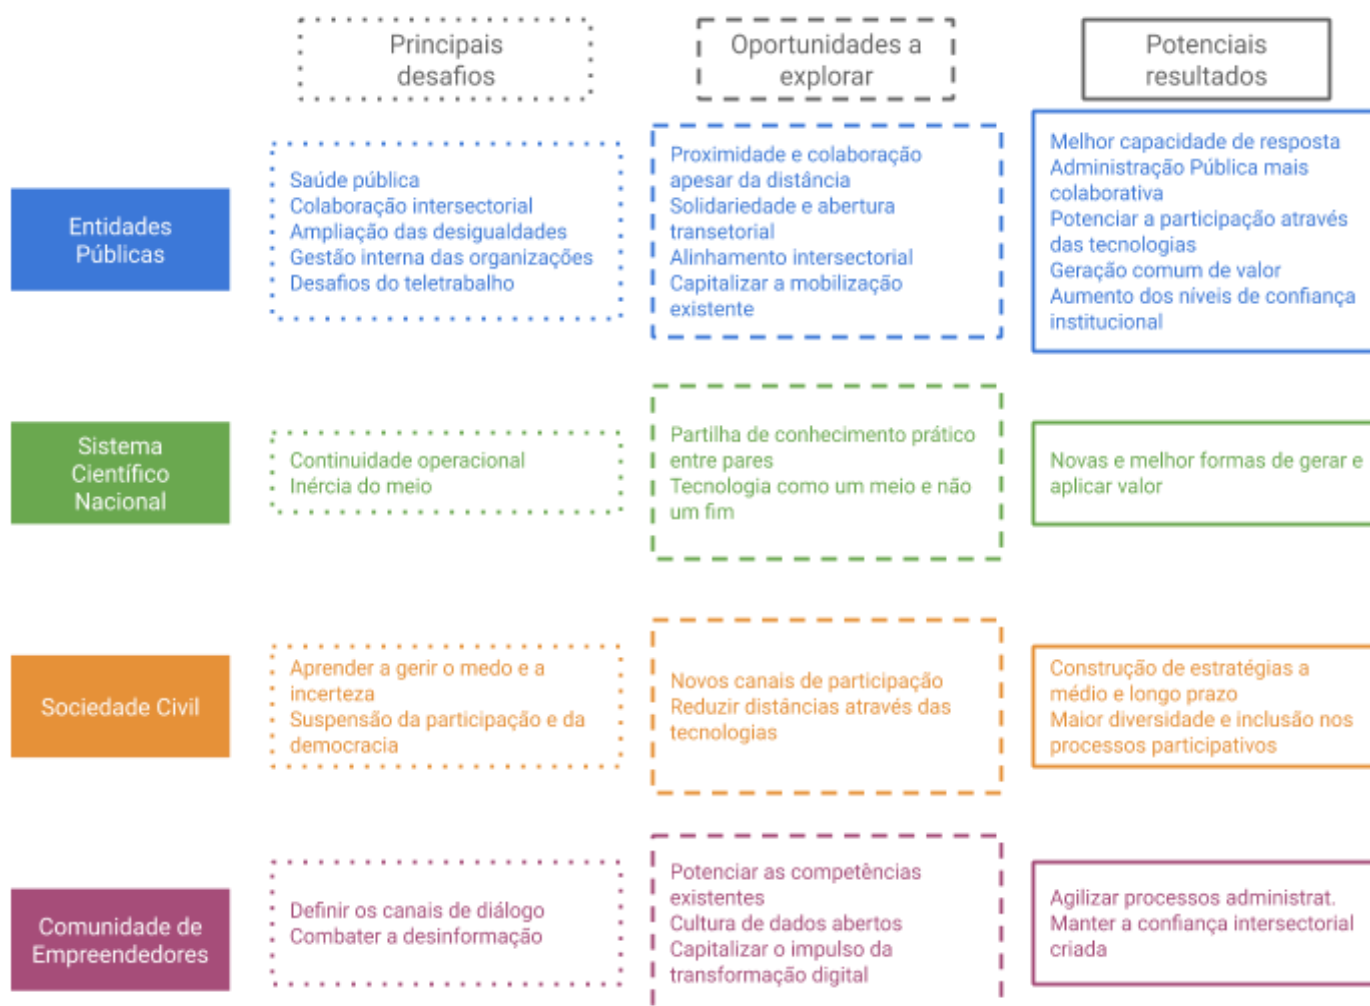 Principais
desafios
Oportunidades a
explorar
Potenciais
resultados
Entidades
Públicas
Saúde pública
Colaboração intersectorial
Ampliação das desigualdades
Gestão interna das organizações
Desafios do teletrabalho
Proximidade e colaboração
apesar da distância
Solidariedade e abertura
transetorial
Alinhamento intersectorial
Capitalizar a mobilização
existente
Melhor capacidade de resposta
Administração Pública mais
colaborativa
Potenciar a participação através
das tecnologias
Geração comum de valor
Aumento dos níveis de confiança
institucional
Sistema
Científico
Nacional
Continuidade operacional
Inércia do meio
Partilha de conhecimento prático
entre pares
Tecnologia como um meio e não
um fim
Novas e melhor formas de gerar e
aplicar valor
Sociedade Civil
Aprender a gerir o medo e a
incerteza
Suspensão da participação e da
democracia
Novos canais de participação
Reduzir distâncias através das
tecnologias
Construção de estratégias a
médio e longo prazo
Maior diversidade e inclusão nos
processos participativos
Comunidade de
Empreendedores
Definir os canais de diálogo
Combater a desinformação
Potenciar as competências
existentes
Cultura de dados abertos
Capitalizar o impulso da
transformação digital
Agilizar processos administrat.
Manter a confiança intersectorial
criada